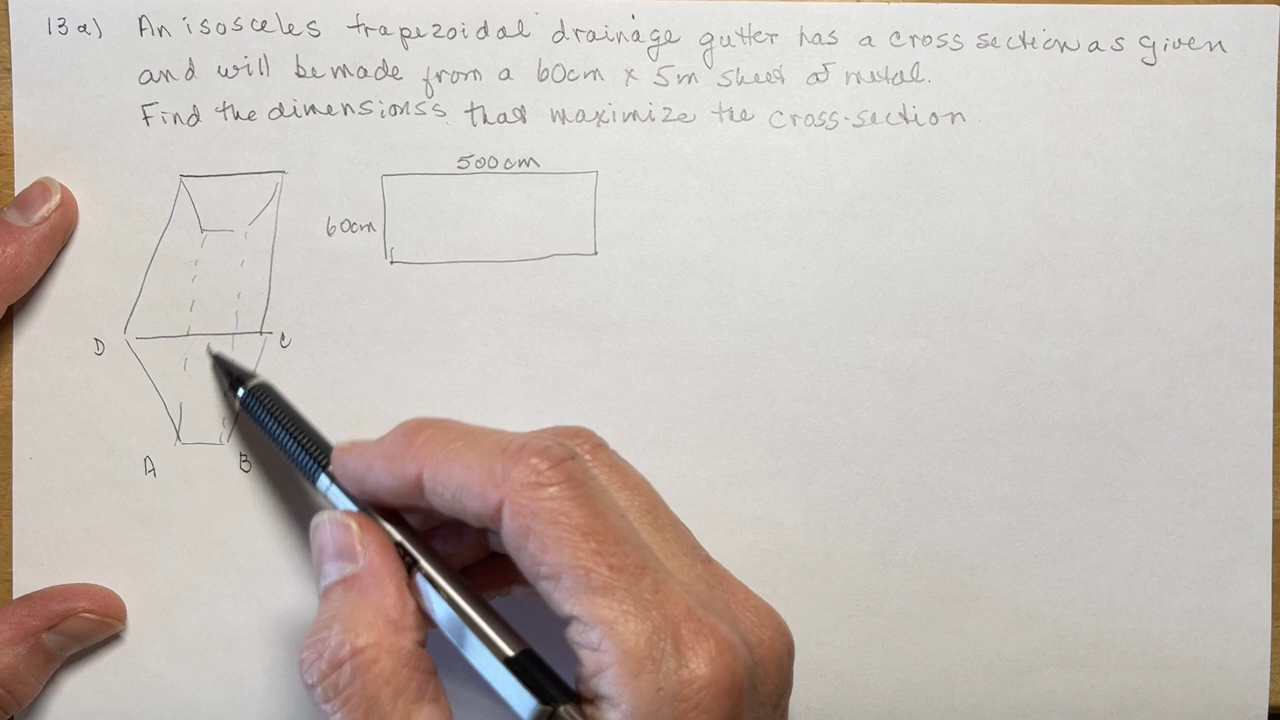 13 a) An isosceles trapezoidal drainage gutter has a cross section as given
and will be made from a 60cm x 5m sheet of metal.
Find the dimensionss that maximize the cross-section.
500cm
60cm
D C
A B